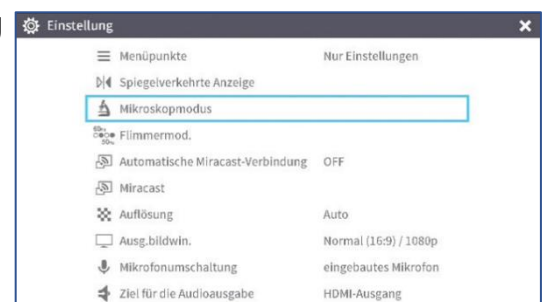 Einstellung
Menüpunkte Nur Einstellungen
Spiegelverkehrte Anzeige
Mikroskopmodus
Flimmermod.
Automatische Miracast-Verbindung OFF
Miracast
Auflösung Auto
Ausg.bildwin. Normal (16:9) / 1080p
Mikrofonumschaltung eingebautes Mikrofon
Ziel für die Audioausgabe HDMI-Ausgang